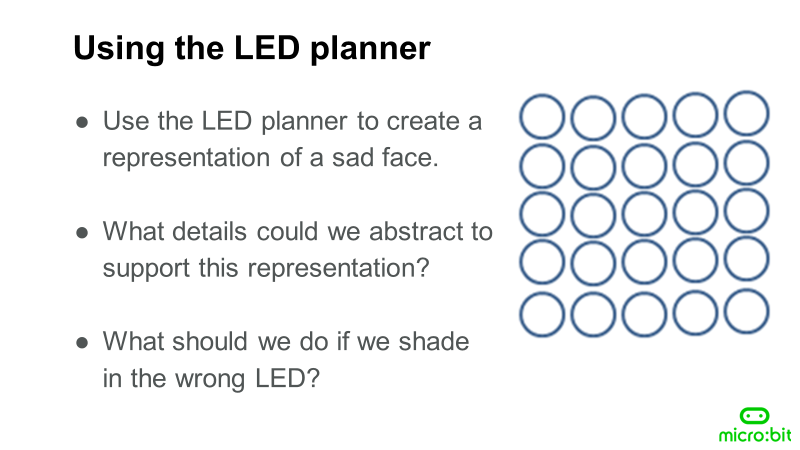 Using the LED planner
● Use the LED planner to create a
representation of a sad face.
● What details could we abstract to
support this representation?
● What should we do if we shade
in the wrong LED?
micro:bit